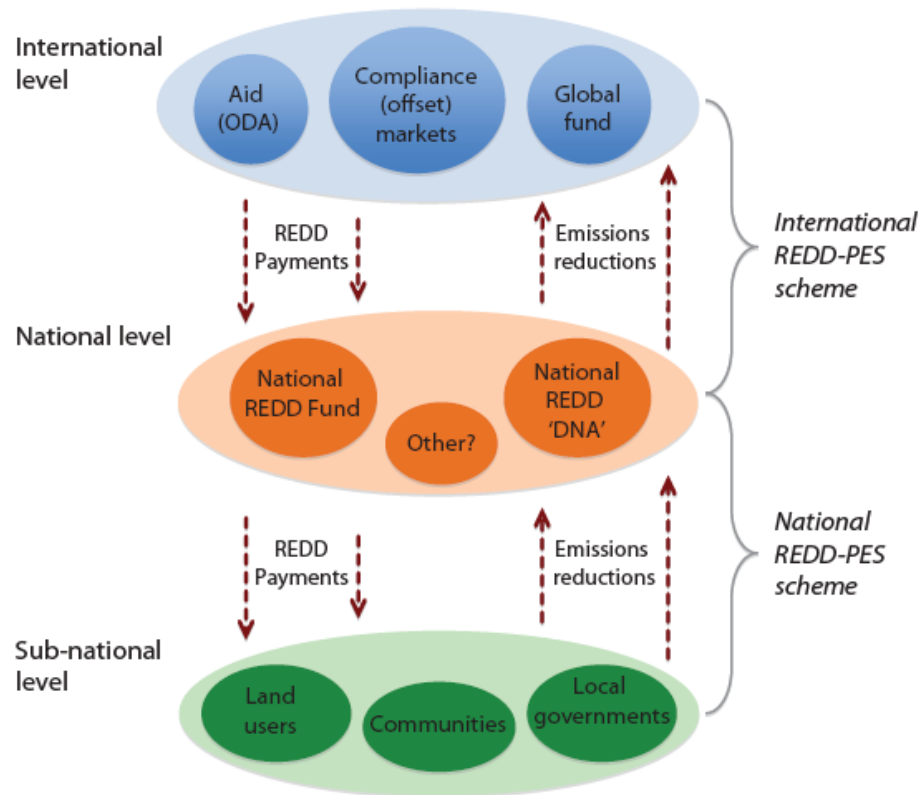 International
level
Aid
(ODA)
Compliance
(offset)
markets
Global
fund
REDD
Payments
Emissions
reductions
International
REDD-PES
scheme
National level
National
REDD Fund
Other?
National
REDD
‘DNA’
REDD
Payments
Emissions
reductions
National
REDD-PES
scheme
Sub-national
level
Land
users
Communities
Local
governments